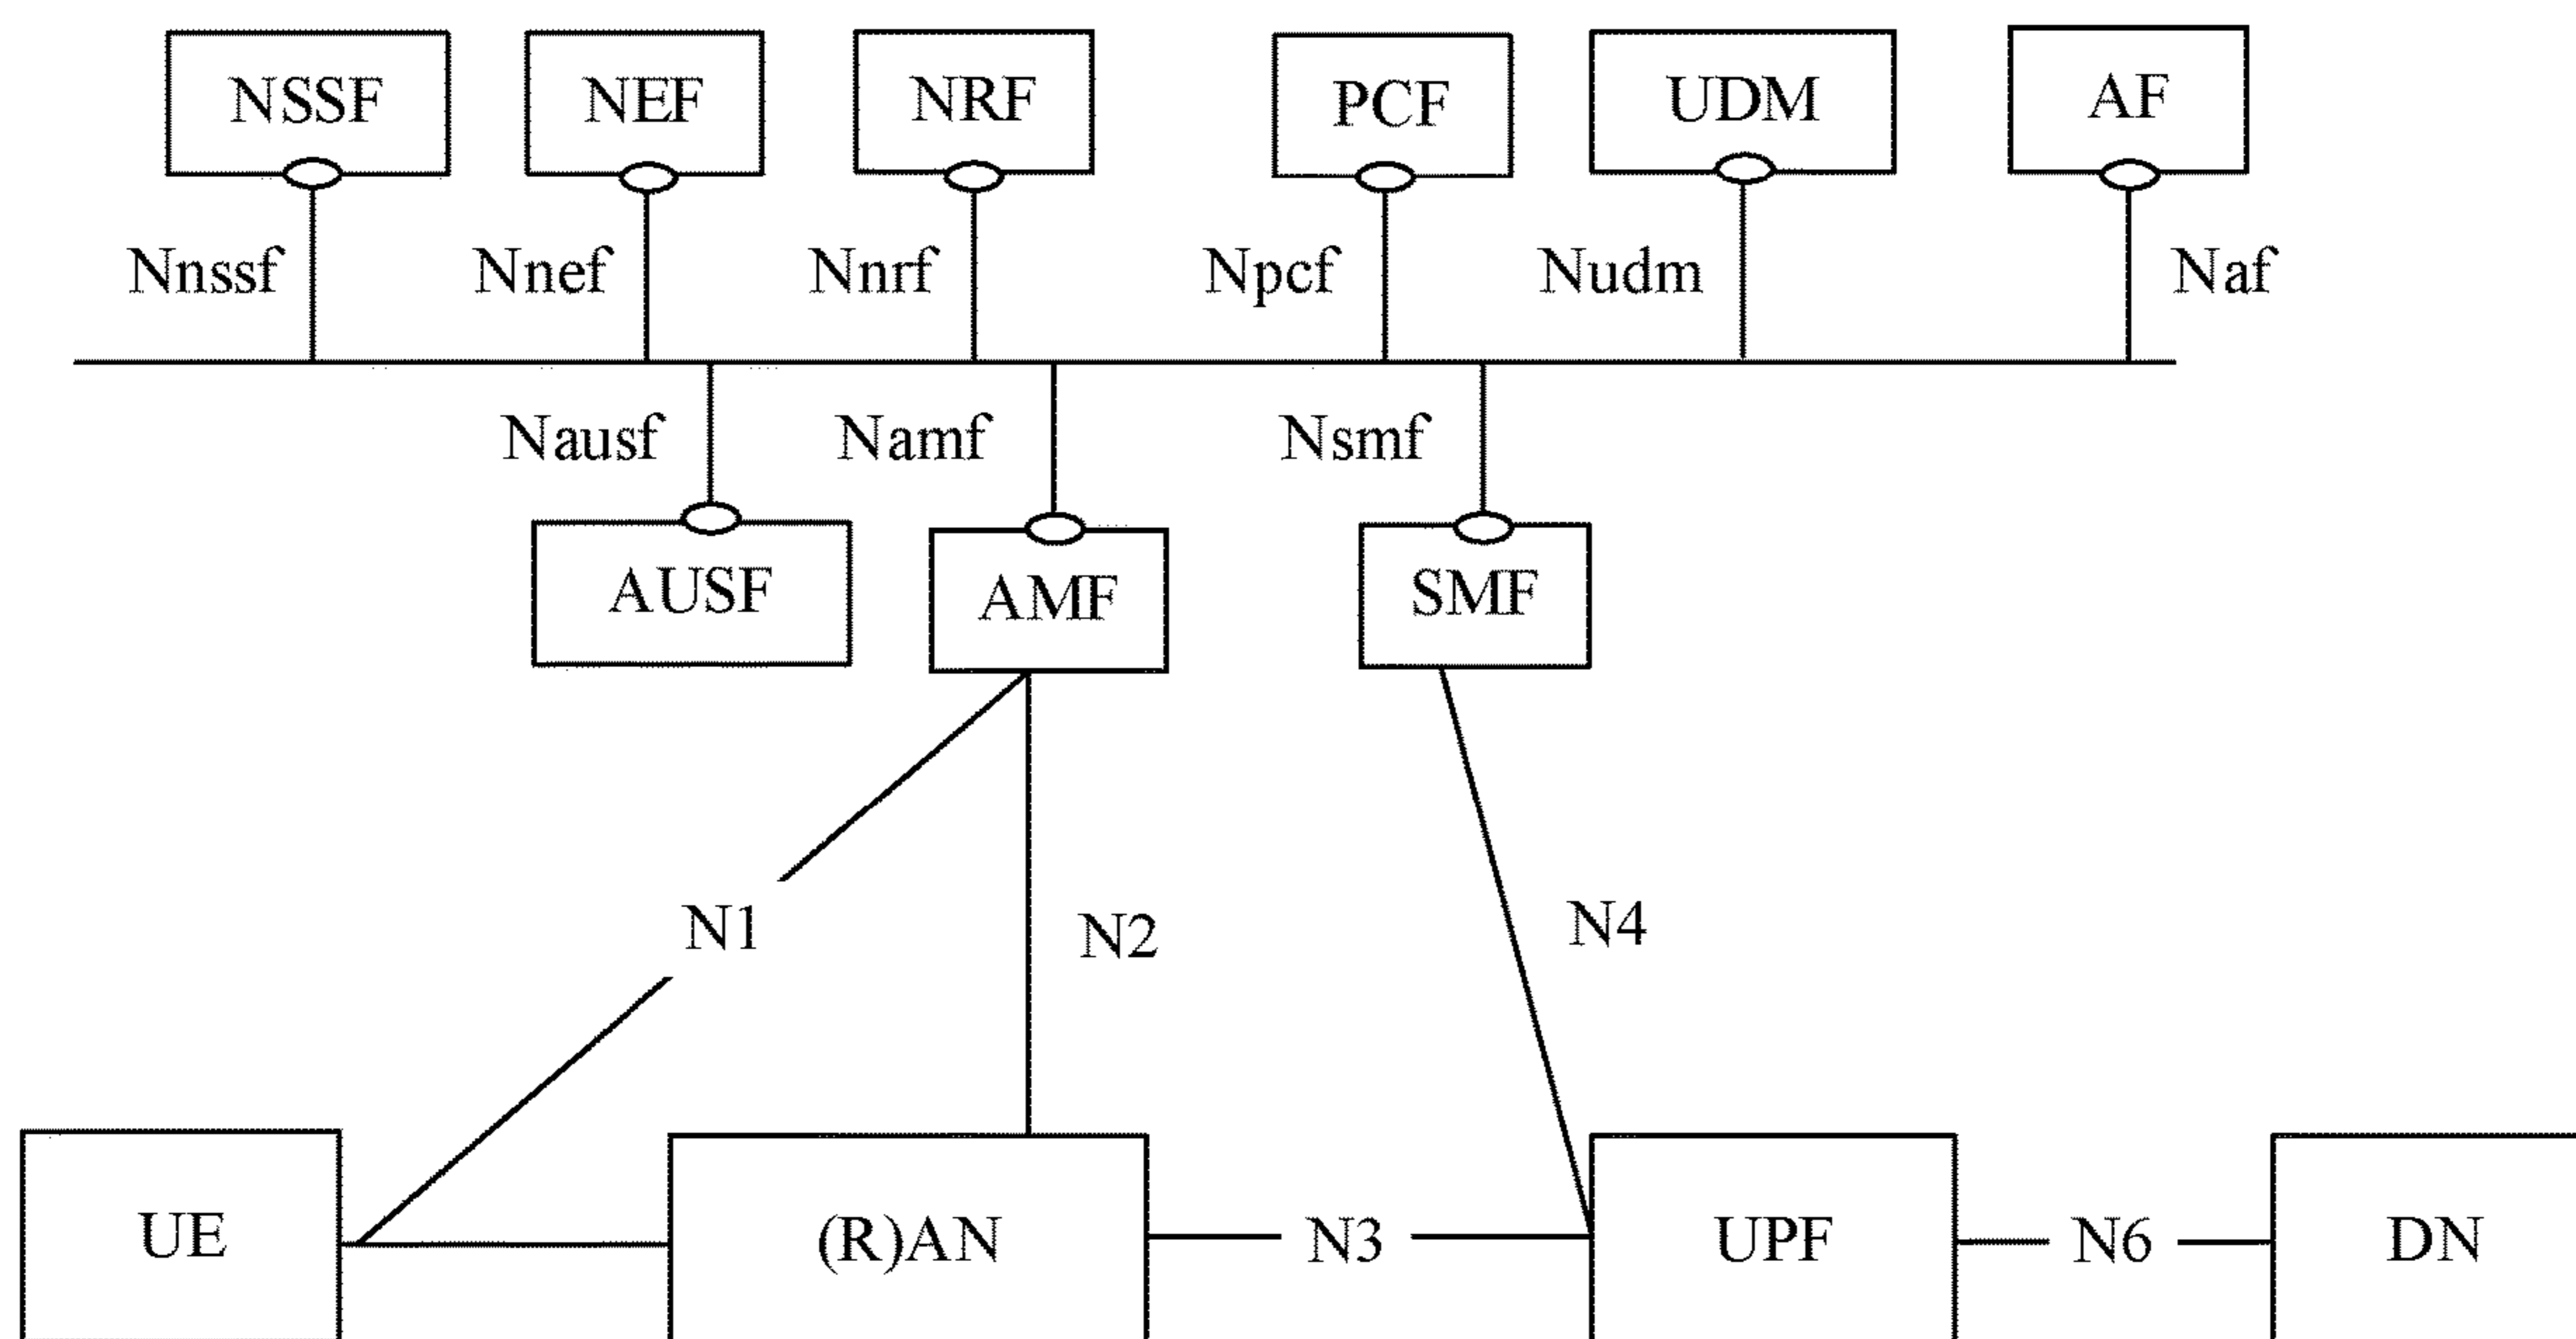 NSSF NEF NRF PCF UDM AF
Nnssf Nnef Nnrf Npcf Nudm Naf
Nausf Namf Nsmf
AUSF AMF SMF
N1 N2 N4
UE (R)AN N3 UPF N6 DN